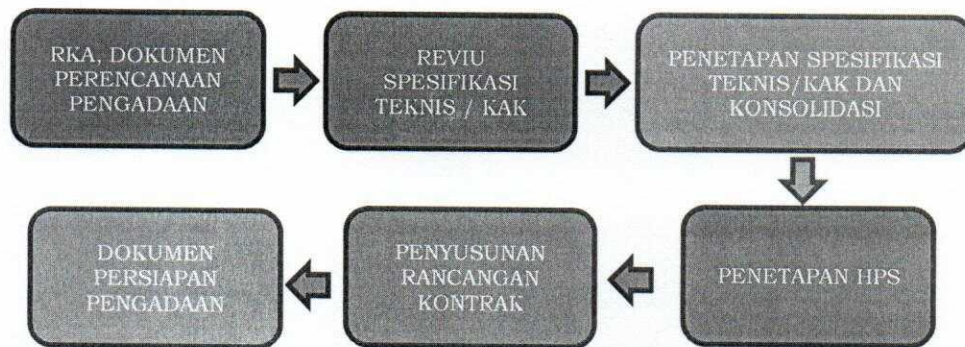 RKA, DOKUMEN
PERENCANAAN
PENGADAAN
REVIU
SPESIFIKASI
TEKNIS / KAK
PENETAPAN SPESIFIKASI
TEKNIS/KAK DAN
KONSOLIDASI
PENETAPAN HPS
PENYUSUNAN
RANCANGAN
KONTRAK
DOKUMEN
PERSIAPAN
PENGADAAN